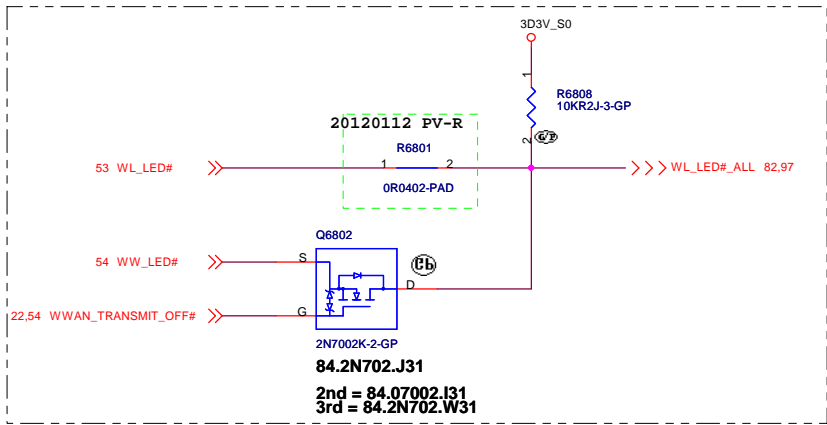 3D3V_S0
1
R6808
10KR2J-3-GP
2
G/P
20120112 PV-R
R6801
53 WL_LED#
1
2
WL_LED#_ALL 82,97
0R0402-PAD
Q6802
54 WW_LED#
S
Cb
D
22,54 WWAN_TRANSMIT_OFF#
G
2N7002K-2-GP
84.2N702.J31
2nd = 84.07002.I31
3rd = 84.2N702.W31